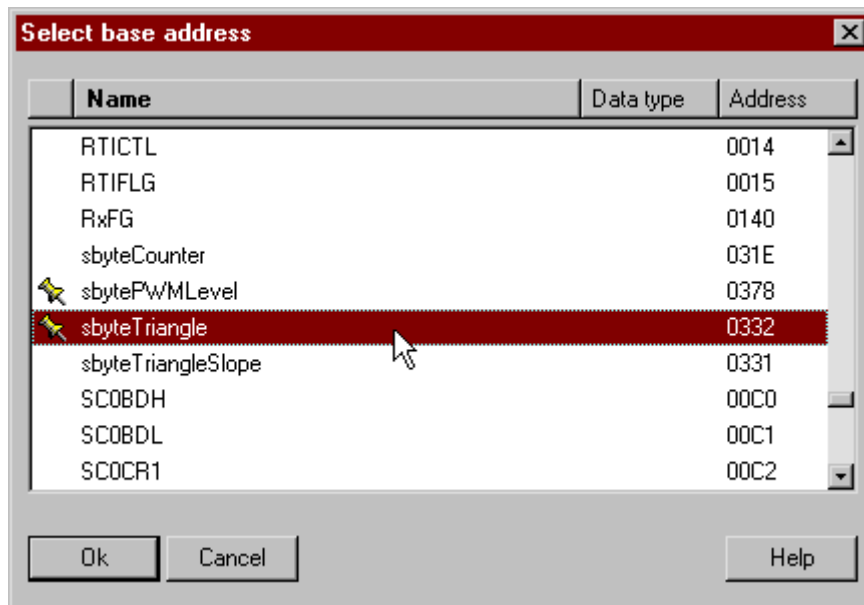 Select base address
Name Data type Address
RTICTL 0014
RTIFLG 0015
RxFG 0140
sbyteCounter 031E
sbytePWMLevel 0378
sbyteTriangle 0332
sbyteTriangleSlope 0331
SC0BDH 00C0
SC0BDL 00C1
SC0CR1 00C2
Ok Cancel Help